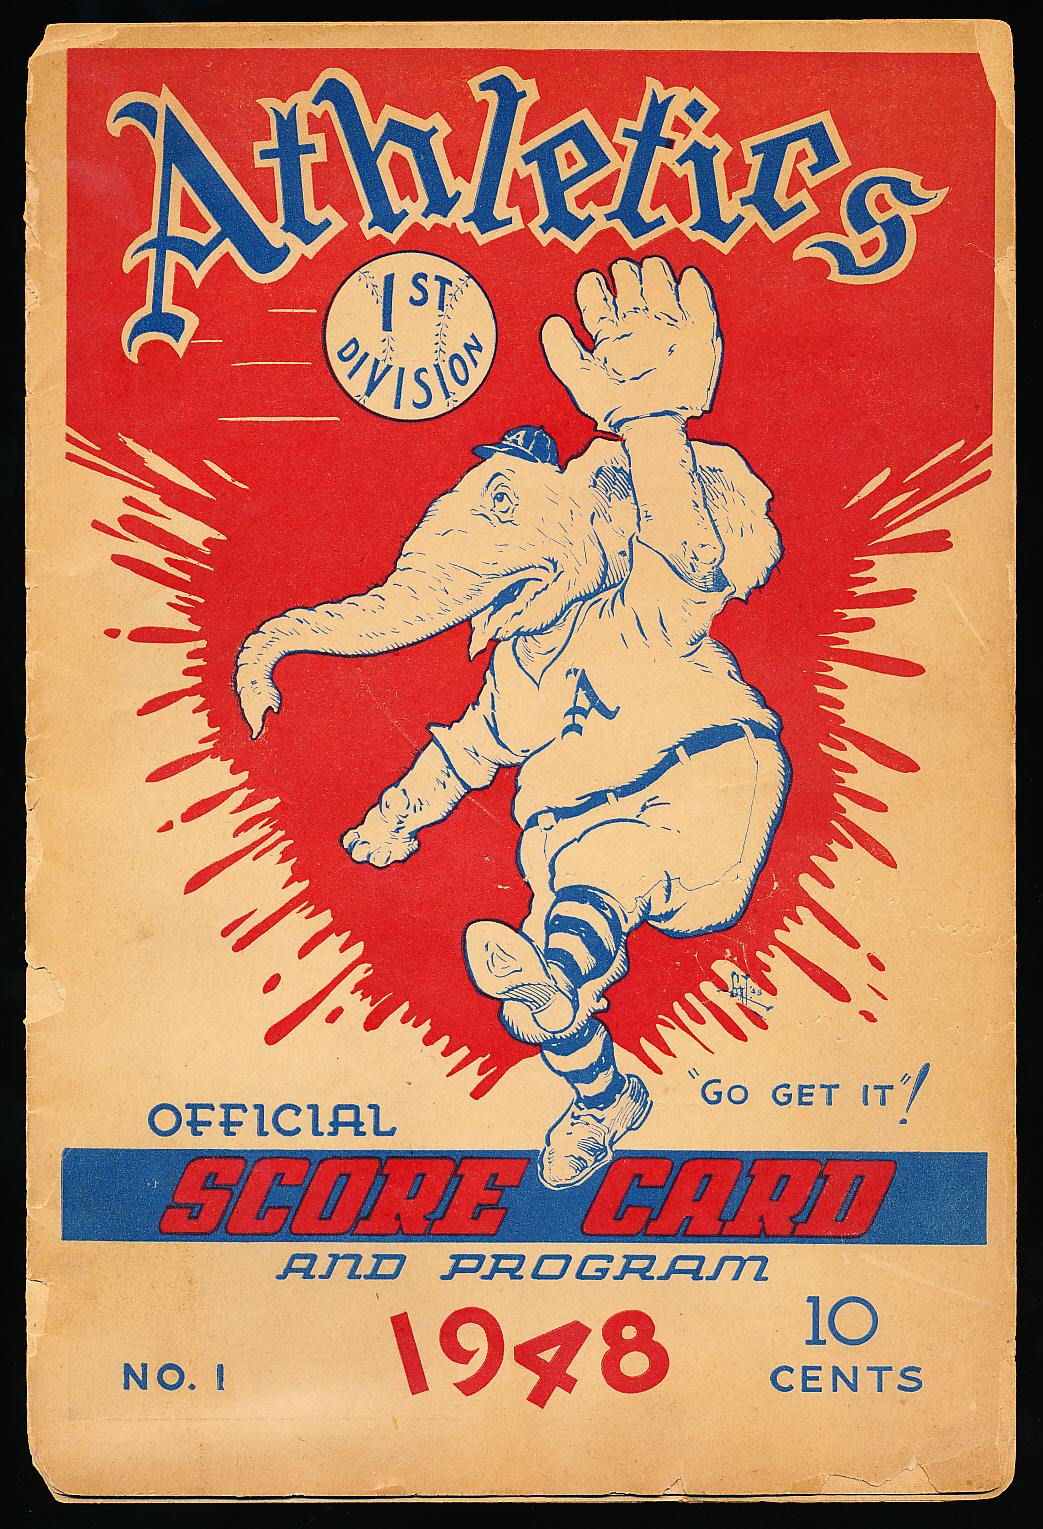 Athletics
1ST
DIVISION
A
A
"GO GET IT"!
OFFICIAL
SCORE CARD
AND PROGRAM
1948
NO. 1
10
CENTS